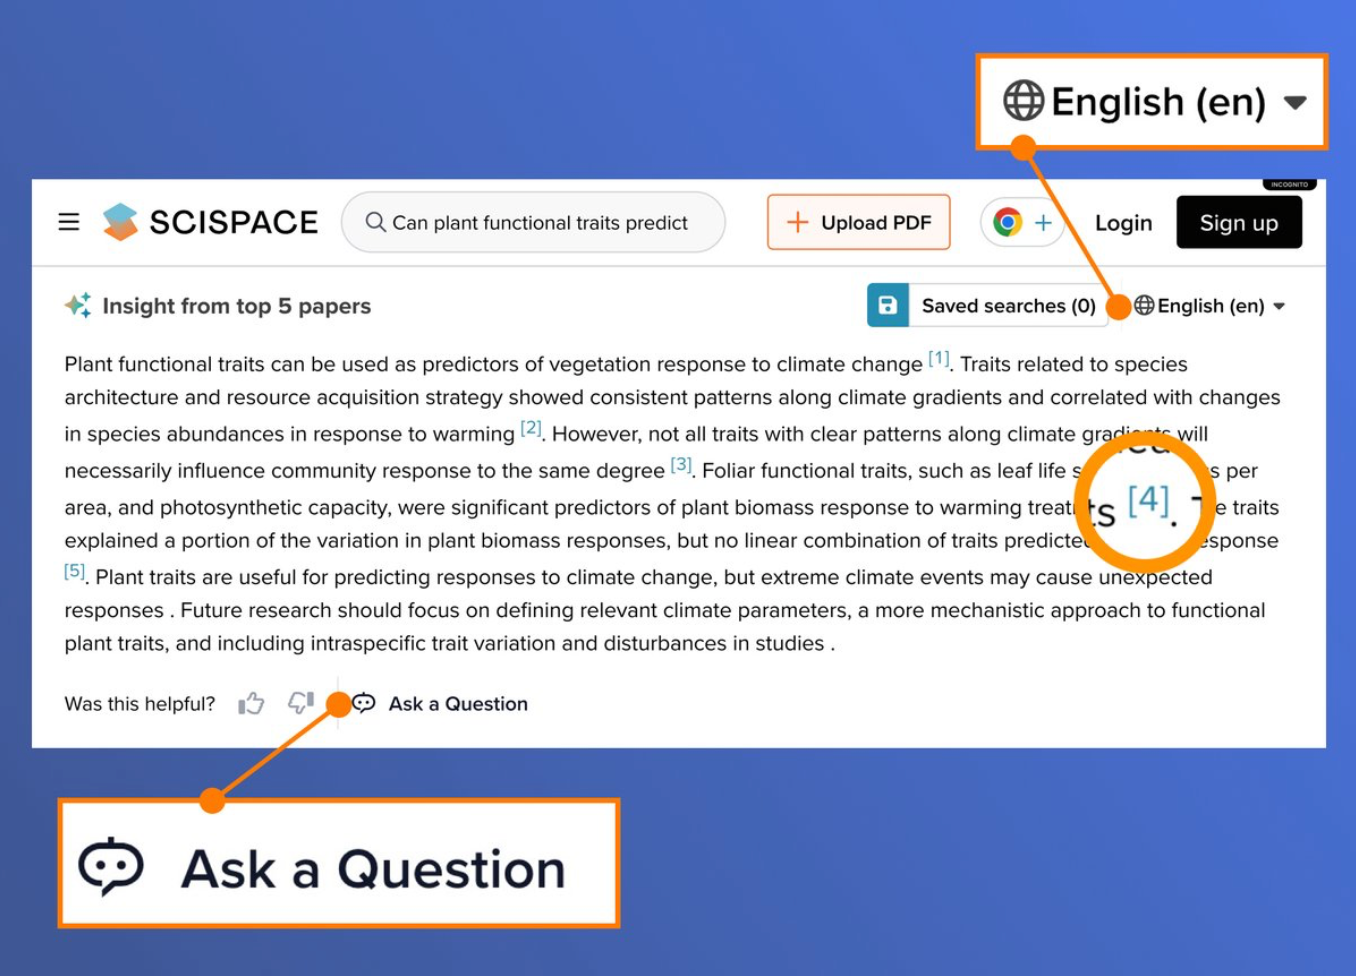 English (en)
INCOGNITO
SCISPACE
Can plant functional traits predict
+ Upload PDF
+
Login
Sign up
Insight from top 5 papers
Saved searches (0)
English (en)
Plant functional traits can be used as predictors of vegetation response to climate change [1]. Traits related to species
architecture and resource acquisition strategy showed consistent patterns along climate gradients and correlated with changes
in species abundances in response to warming [2]. However, not all traits with clear patterns along climate gradients will
necessarily influence community response to the same degree [3]. Foliar functional traits, such as leaf life s per
area, and photosynthetic capacity, were significant predictors of plant biomass response to warming treat ts [4]. e traits
explained a portion of the variation in plant biomass responses, but no linear combination of traits predicted sponse
[5]. Plant traits are useful for predicting responses to climate change, but extreme climate events may cause unexpected
responses . Future research should focus on defining relevant climate parameters, a more mechanistic approach to functional
plant traits, and including intraspecific trait variation and disturbances in studies .
Was this helpful?
Ask a Question
Ask a Question